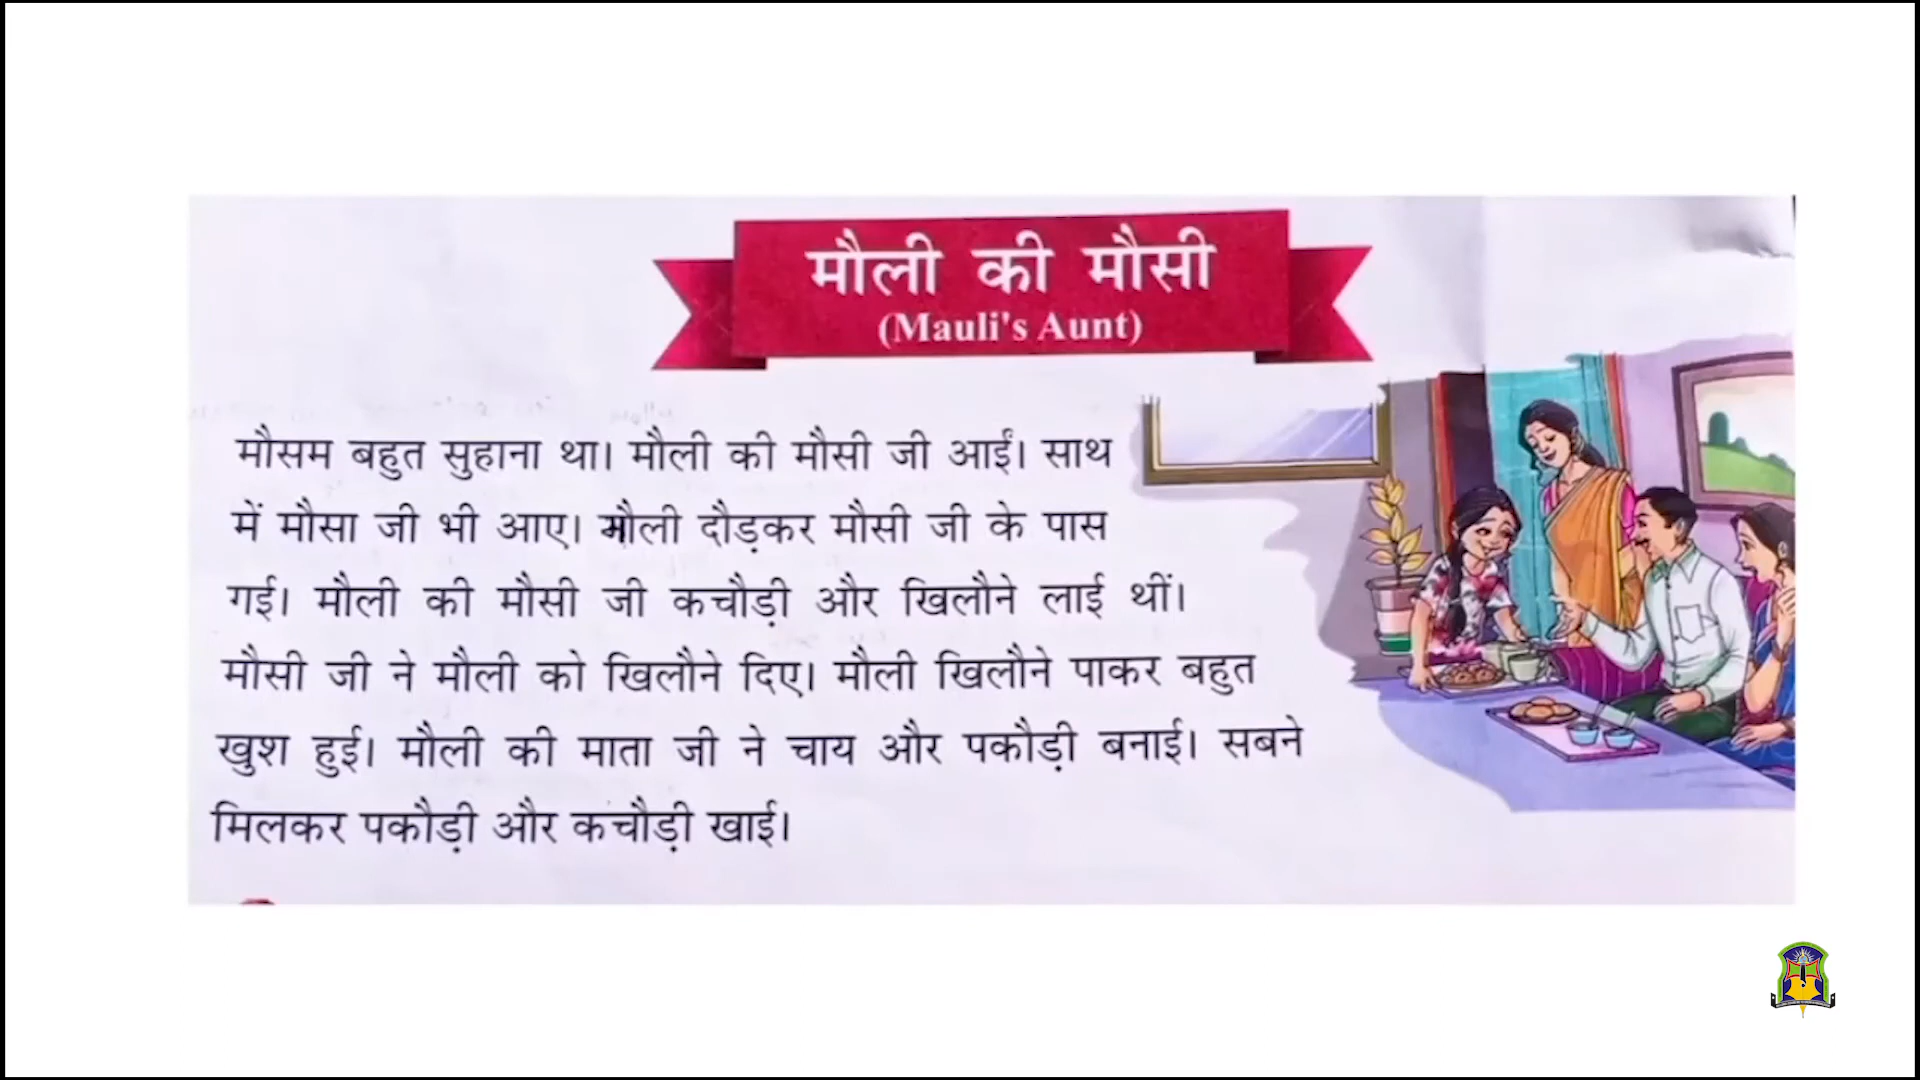 मौली की मौसी
(Mauli's Aunt)
मौसम बहुत सुहाना था। मौली की मौसी जी आईं। साथ
में मौसा जी भी आए। मौली दौड़कर मौसी जी के पास
गई। मौली की मौसी जी कचौड़ी और खिलौने लाई थीं।
मौसी जी ने मौली को खिलौने दिए। मौली खिलौने पाकर बहुत
खुश हुई। मौली की माता जी ने चाय और पकौड़ी बनाई। सबने
मिलकर पकौड़ी और कचौड़ी खाई।